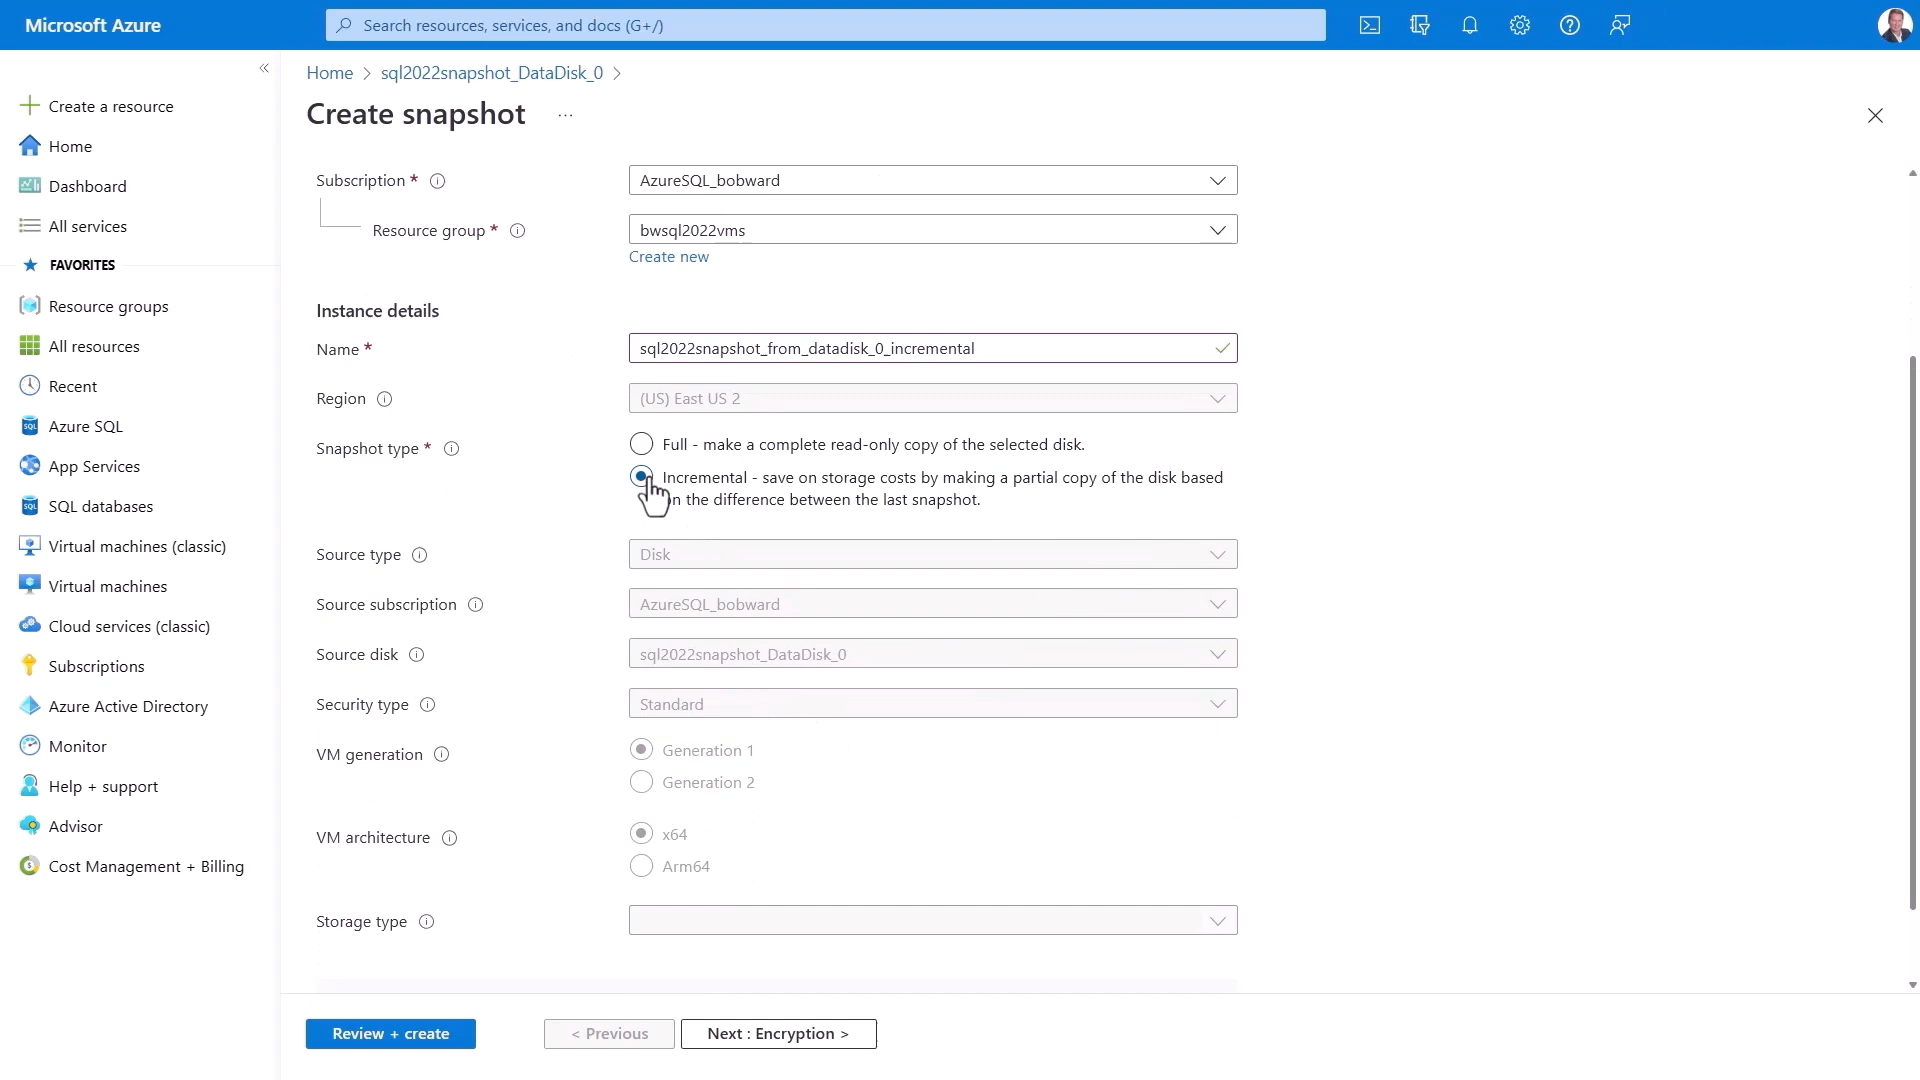 Microsoft Azure
Search resources, services, and docs (G+/)
Create a resource
Home
Dashboard
All services
FAVORITES
Resource groups
All resources
Recent
Azure SQL
App Services
SQL databases
Virtual machines (classic)
Virtual machines
Cloud services (classic)
Subscriptions
Azure Active Directory
Monitor
Help + support
Advisor
Cost Management + Billing
Home > sql2022snapshot_DataDisk_0 >
Create snapshot ...
Subscription *
AzureSQL_bobward
Resource group *
bwsql2022vms
Create new
Instance details
Name *
sql2022snapshot_from_datadisk_0_incremental
Region
(US) East US 2
Snapshot type *
Full - make a complete read-only copy of the selected disk.
Incremental - save on storage costs by making a partial copy of the disk based
the difference between the last snapshot.
Source type
Disk
Source subscription
AzureSQL_bobward
Source disk
sql2022snapshot_DataDisk_0
Security type
Standard
VM generation
Generation 1
Generation 2
VM architecture
x64
Arm64
Storage type
Review + create
< Previous
Next : Encryption >